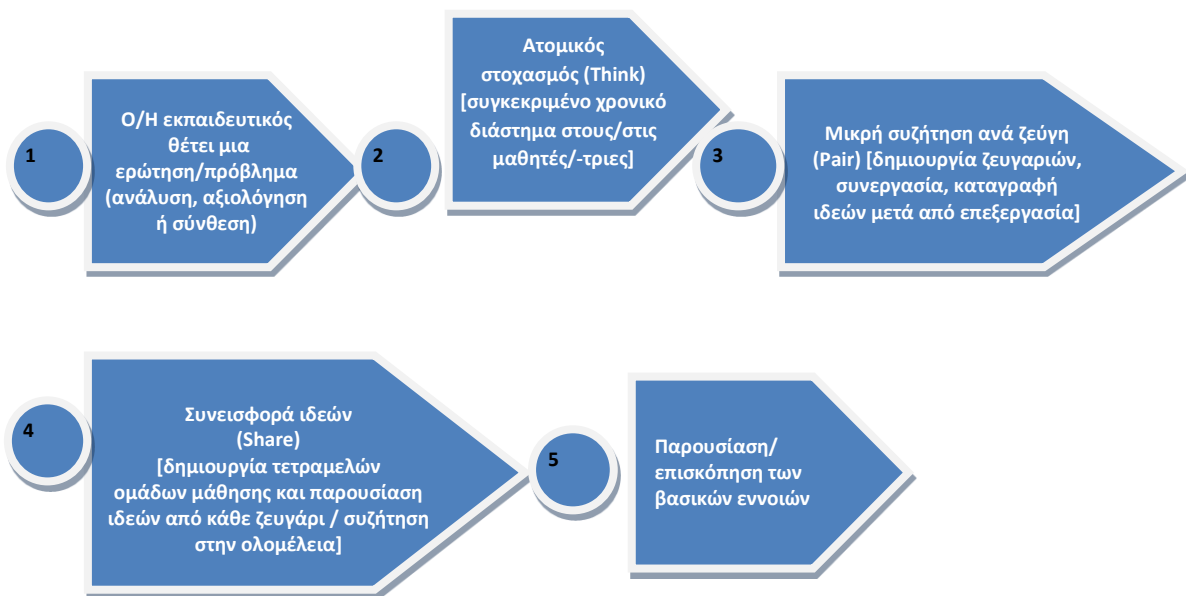 1
Ο/Η εκπαιδευτικός
θέτει μια
ερώτηση/πρόβλημα
(ανάλυση, αξιολόγηση
ή σύνθεση)
2
Ατομικός
στοχασμός (Think)
[συγκεκριμένο χρονικό
διάστημα στους/στις
μαθητές/-τριες]
3
Μικρή συζήτηση ανά ζεύγη
(Pair) [δημιουργία ζευγαριών,
συνεργασία, καταγραφή
ιδεών μετά από επεξεργασία]
4
Συνεισφορά ιδεών
(Share)
[δημιουργία τετραμελών
ομάδων μάθησης και παρουσίαση
ιδεών από κάθε ζευγάρι / συζήτηση
στην ολομέλεια]
5
Παρουσίαση/
επισκόπηση των
βασικών εννοιών